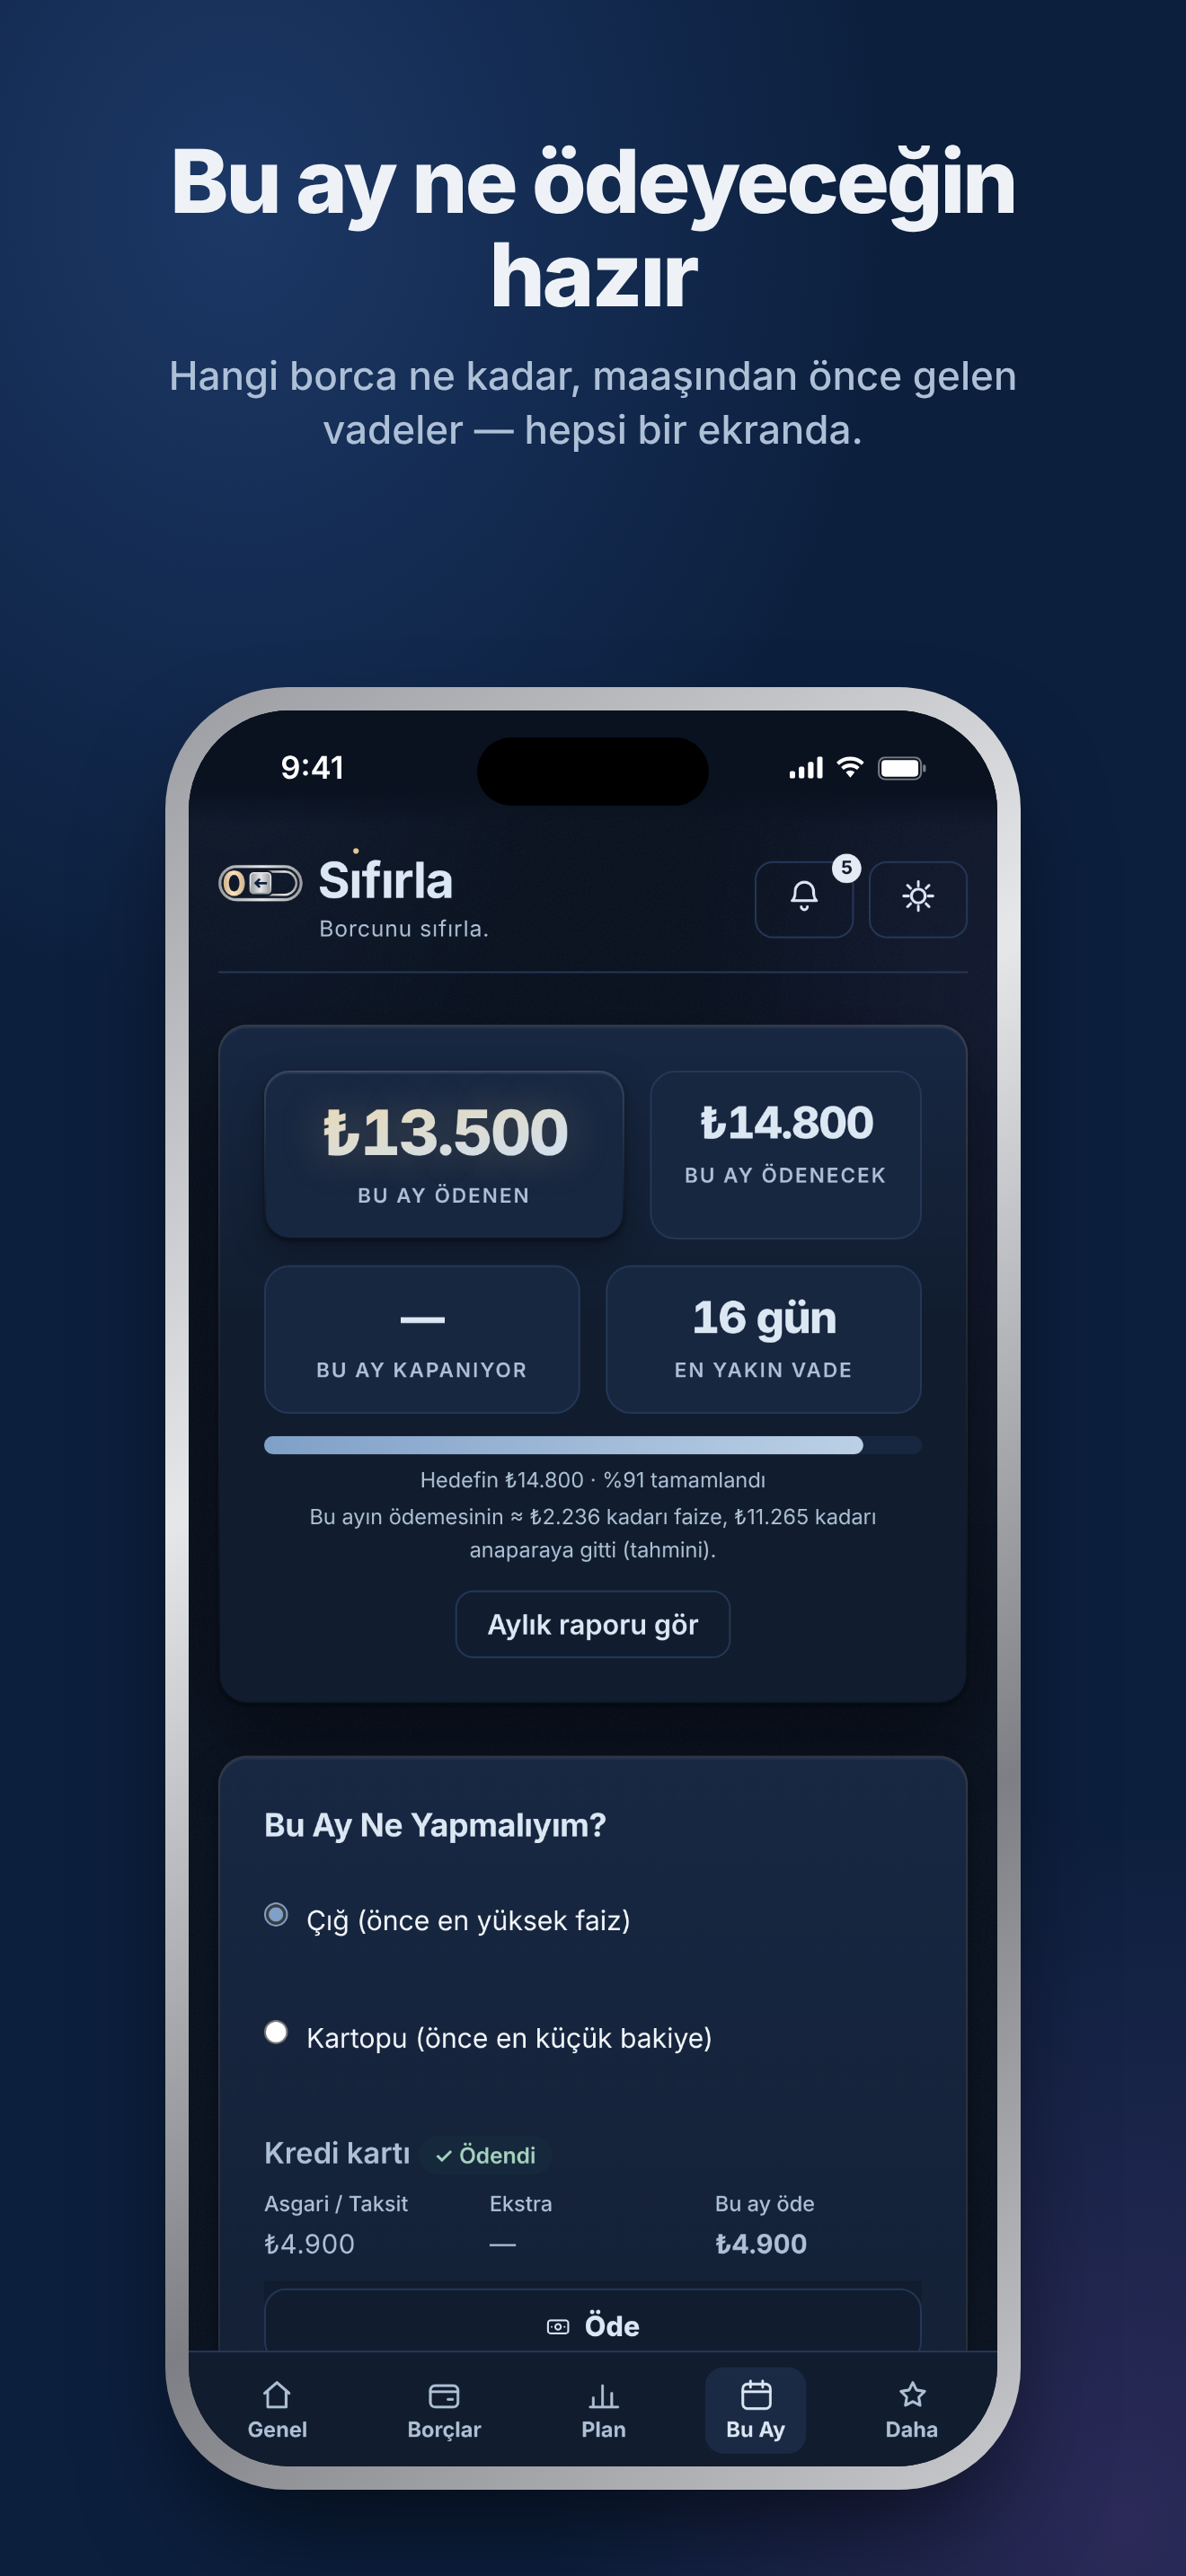 Bu ay ne ödeyeceğin
hazır
Hangi borca ne kadar, maaşından önce gelen
vadeler — hepsi bir ekranda.
9:41
Sıfırla
Borcunu sıfırla.
5
₺13.500
BU AY ÖDENEN
₺14.800
BU AY ÖDENECEK
—
BU AY KAPANIYOR
16 gün
EN YAKIN VADE
Hedefin ₺14.800 · %91 tamamlandı
Bu ayın ödemesinin ≈ ₺2.236 kadarı faize, ₺11.265 kadarı
anaparaya gitti (tahmini).
Aylık raporu gör
Bu Ay Ne Yapmalıyım?
Çığ (önce en yüksek faiz)
Kartopu (önce en küçük bakiye)
Kredi kartı ✓ Ödendi
Asgari / Taksit Ekstra Bu ay öde
₺4.900 — ₺4.900
Öde
Genel Borçlar Plan Bu Ay Daha